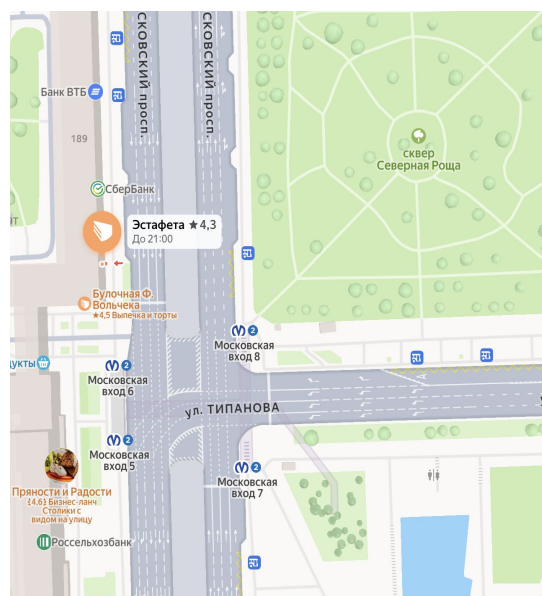 СКОВСКИЙ просп.
СКОВСКИЙ просп.
Банк ВТБ
189
сквер
Северная Роща
СберБанк
Эстафета ★4,3
До 21:00
Булочная Ф.
Вольчека
★4,5 Выпечка и торты
2
Московская
вход 8
укты
2
Московская
вход 6
ул. ТИПАНОВА
2
Московская
вход 5
2
Московская
вход 7
Пряности и Радости
(4,6) Бизнес-ланч
Столики с
видом на улицу
Россельхозбанк